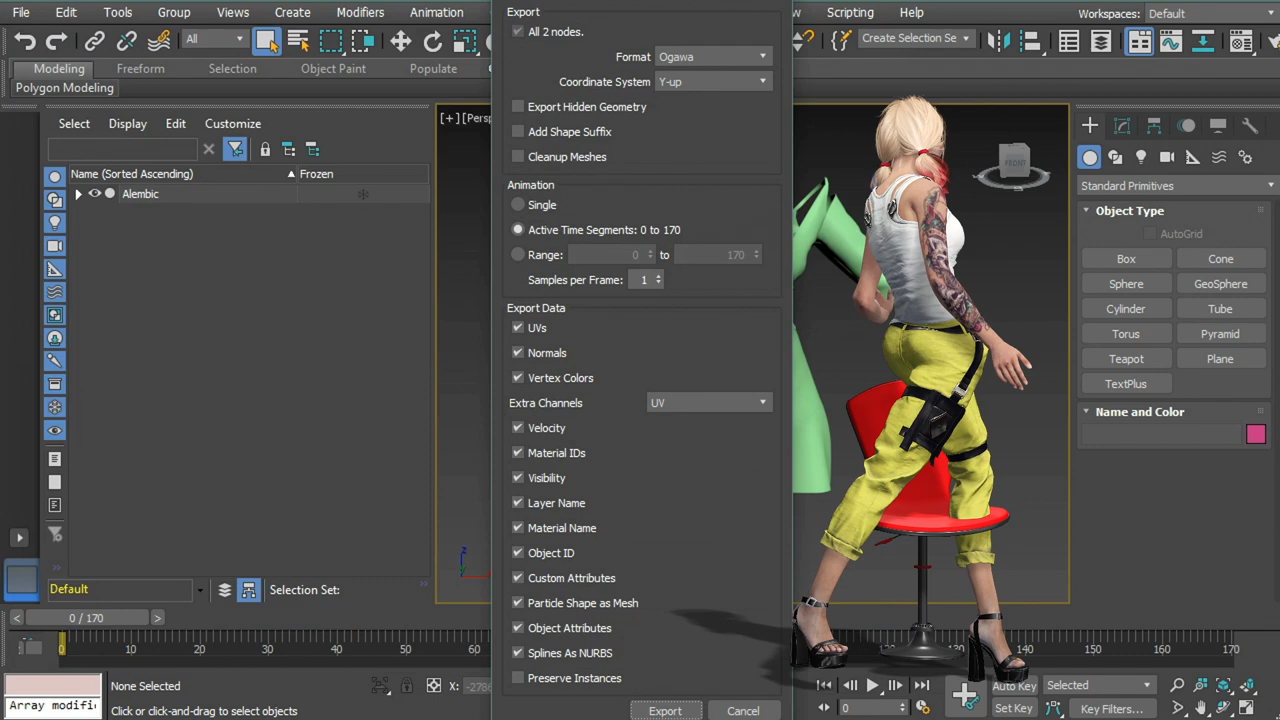 File Edit Tools Group Views Create Modifiers Animation Scripting Help Workspaces: Default
All Create Selection Se
Modeling Freeform Selection Object Paint Populate
Polygon Modeling
Select Display Edit Customize
Name (Sorted Ascending) Frozen
Alembic
Default
Selection Set:
0 / 170
Export
All 2 nodes.
Format Ogawa
Coordinate System Y-up
Export Hidden Geometry
Add Shape Suffix
Cleanup Meshes
Animation
Single
Active Time Segments: 0 to 170
Range: 0 to 170
Samples per Frame: 1
Export Data
UVs
Normals
Vertex Colors
Extra Channels UV
Velocity
Material IDs
Visibility
Layer Name
Material Name
Object ID
Custom Attributes
Particle Shape as Mesh
Object Attributes
Splines As NURBS
Preserve Instances
Export Cancel
[+] [Persp
FRONT
Standard Primitives
Object Type
AutoGrid
Box Cone
Sphere GeoSphere
Cylinder Tube
Torus Pyramid
Teapot Plane
TextPlus
Name and Color
0 10 20 30 40 120 130 140 150 160 170
None Selected X: -2786
Array modifi Click or click-and-drag to select objects
Auto Key Selected
0 Set Key Key Filters...